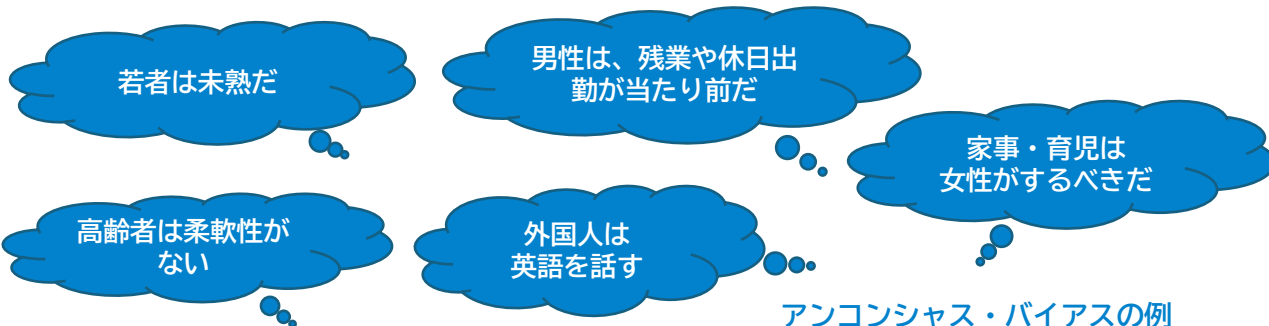 若者は未熟だ
男性は、残業や休日出
勤が当たり前だ
家事・育児は
女性がするべきだ
高齢者は柔軟性が
ない
外国人は
英語を話す
アンコンシャス・バイアスの例